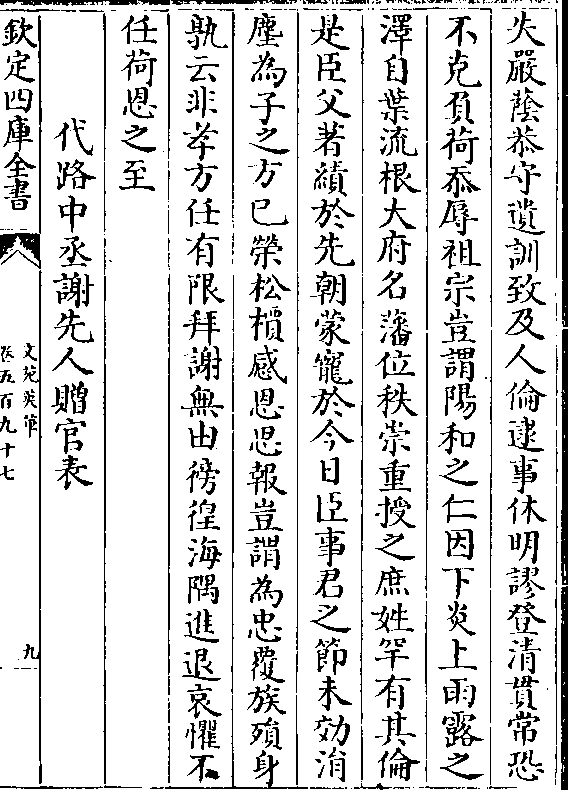 失嚴蔭恭守遺訓致及人倫逮事休明謬登清貫常恐
不克負荷忝辱祖宗豈謂陽和之仁因下炎上雨露之
澤自葉流根大府名藩位秩崇重授之庶姓罕有其倫
是臣父著績於先朝蒙寵於今日臣事君之節未効涓
塵為子之方已榮松檟感恩思報豈謂為忠覆族殞身
孰云非孝方任有限拜謝無由徬徨海隅進退哀懼不
任荷恩之至
代路中丞謝先人贈官表
欽定四庫全書
文苑英華
卷五百九十七
九